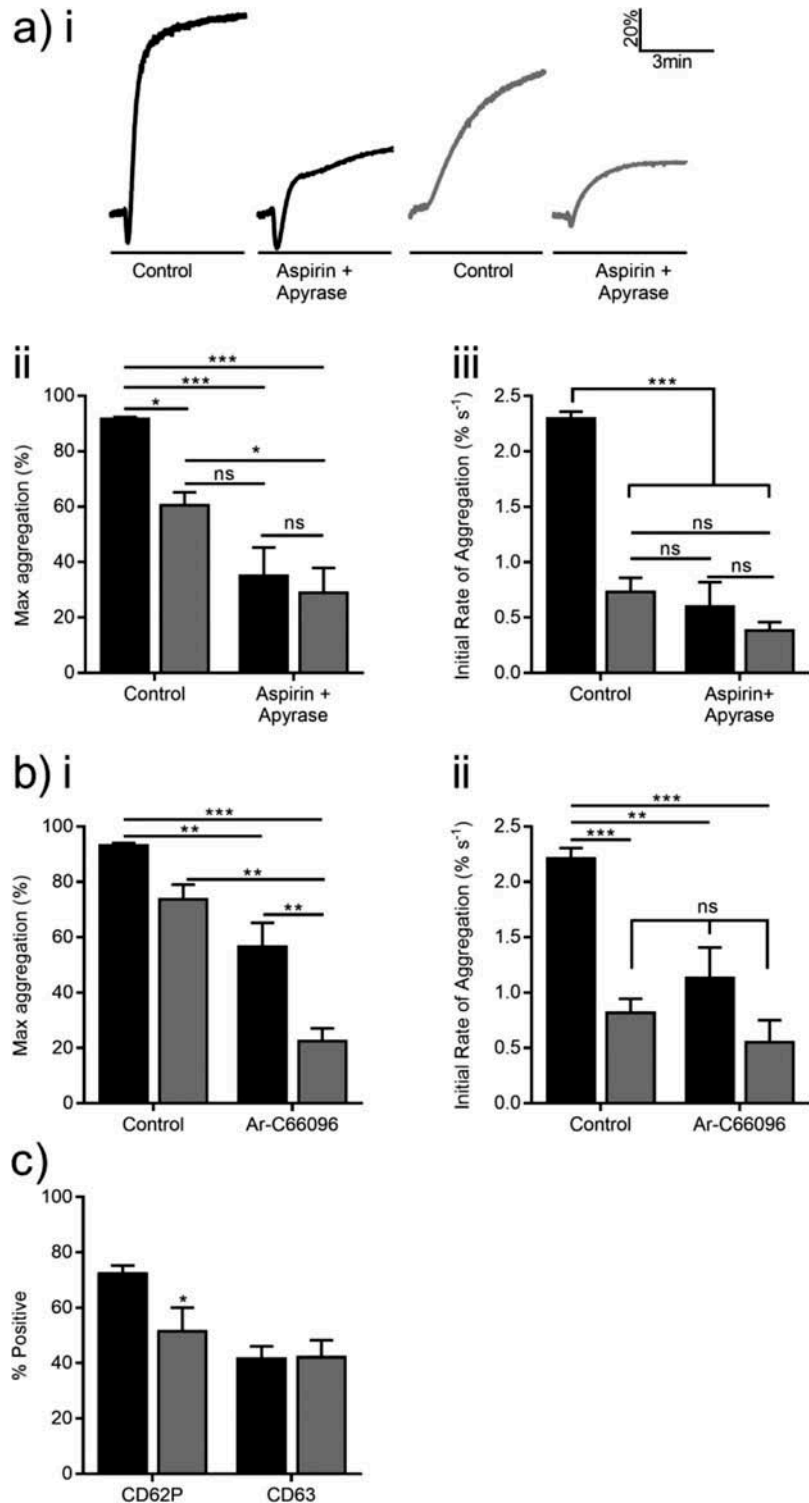 a) i
20%
3min
Control
Aspirin +
Apyrase
Control
Aspirin +
Apyrase
ii
Max aggregation (%)
100
80
60
40
20
0
***
***
*
*
ns
ns
Control
Aspirin +
Apyrase
iii
Initial Rate of Aggregation (% s⁻¹)
2.5
2.0
1.5
1.0
0.5
0.0
***
ns
ns
ns
Control
Aspirin+
Apyrase
b) i
Max aggregation (%)
100
80
60
40
20
0
***
**
**
**
Control
Ar-C66096
ii
Initial Rate of Aggregation (% s⁻¹)
2.5
2.0
1.5
1.0
0.5
0.0
***
**
***
ns
Control
Ar-C66096
c)
% Positive
100
80
60
40
20
0
*
CD62P
CD63